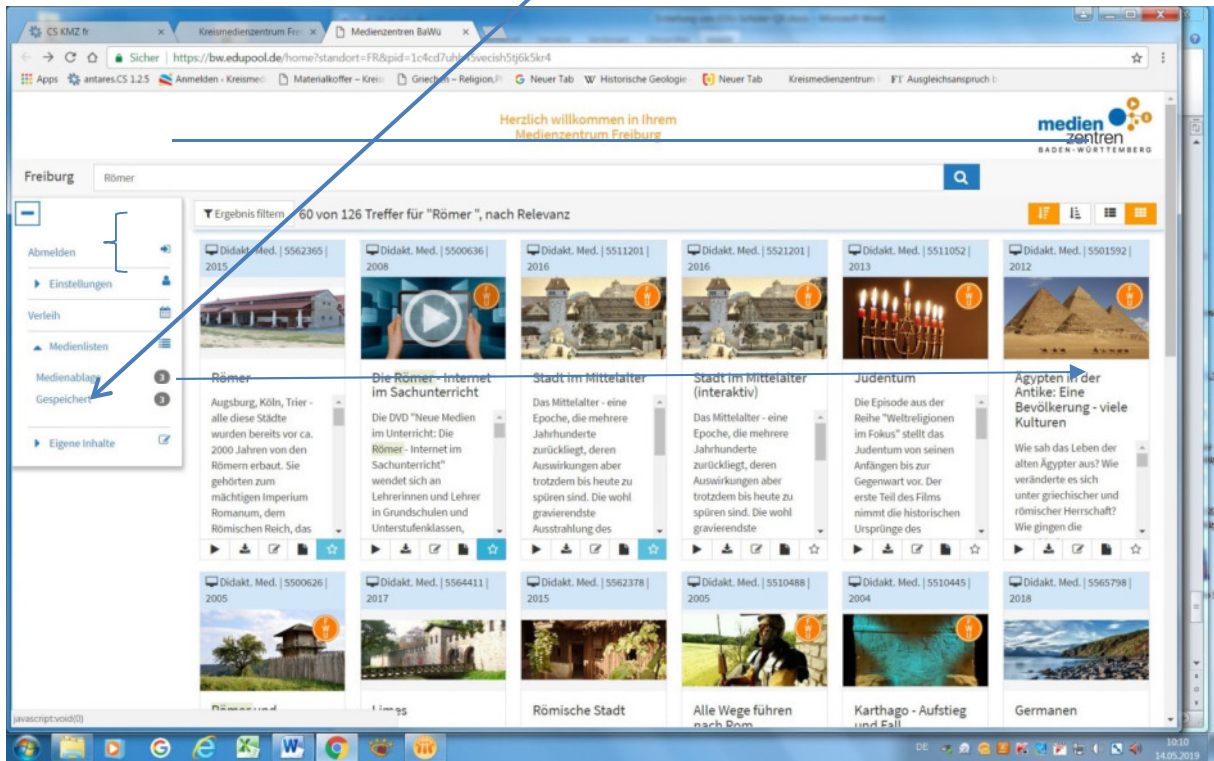 CS KMZ fr
Kreismedienzentrum Fre
Medienzentren BaWü
Sicher
https://bw.edupool.de/home?standort=FR&pid=
Apps
antares.CS 1.2.5
Anmelden ‹ Kreismed
Materialkoffer – Kreis
Griechen – Religion,
Neuer Tab
Historische Geologie
Neuer Tab
Kreismedienzentrum
Ausgleichsanspruch b
Herzlich willkommen in Ihrem
Medienzentrum Freiburg
medien
zentren
BADEN-WÜRTTEMBERG
Freiburg
Römer
Ergebnis filtern
60 von 126 Treffer für "Römer ", nach Relevanz
Abmelden
Einstellungen
Verleih
Medienlisten
Medienablage
3
Gespeichert
3
Eigene Inhalte
Didakt. Med. | 5562365 |
2015
Römer
Augsburg, Köln, Trier -
alle diese Städte
wurden bereits vor ca.
2000 Jahren von den
Römern erbaut. Sie
gehörten zum
mächtigen Imperium
Romanum, dem
Römischen Reich, das
Didakt. Med. | 5500636 |
2008
Die Römer - Internet
im Sachunterricht
Die DVD "Neue Medien
im Unterricht: Die
Römer - Internet im
Sachunterricht"
wendet sich an
Lehrerinnen und Lehrer
in Grundschulen und
Unterstufenklassen,
Didakt. Med. | 5511201 |
2016
Stadt im Mittelalter
Das Mittelalter - eine
Epoche, die mehrere
Jahrhunderte
zurückliegt, deren
Auswirkungen aber
trotzdem bis heute zu
spüren sind. Die wohl
gravierendste
Ausstrahlung des
Didakt. Med. | 5521201 |
2016
Stadt im Mittelalter
(interaktiv)
Das Mittelalter - eine
Epoche, die mehrere
Jahrhunderte
zurückliegt, deren
Auswirkungen aber
trotzdem bis heute zu
spüren sind. Die wohl
gravierendste
Didakt. Med. | 5511052 |
2013
Judentum
Die Episode aus der
Reihe "Weltreligionen
im Fokus" stellt das
Judentum von seinen
Anfängen bis zur
Gegenwart vor. Der
erste Teil des Films
nimmt die historischen
Ursprünge des
Didakt. Med. | 5501592 |
2012
Ägypten in der
Antike: Eine
Bevölkerung - viele
Kulturen
Wie sah das Leben der
alten Ägypter aus? Wie
veränderte es sich
unter griechischer und
römischer Herrschaft?
Wie gingen die
Didakt. Med. | 5500626 |
2005
Römer und
Didakt. Med. | 5564411 |
2017
Limes
Didakt. Med. | 5562378 |
2015
Römische Stadt
Didakt. Med. | 5510488 |
2005
Alle Wege führen
nach Rom
Didakt. Med. | 5510445 |
2004
Karthago - Aufstieg
und Fall
Didakt. Med. | 5565798 |
2018
Germanen
javascript:void(0)
DE
10:10
14.05.2019